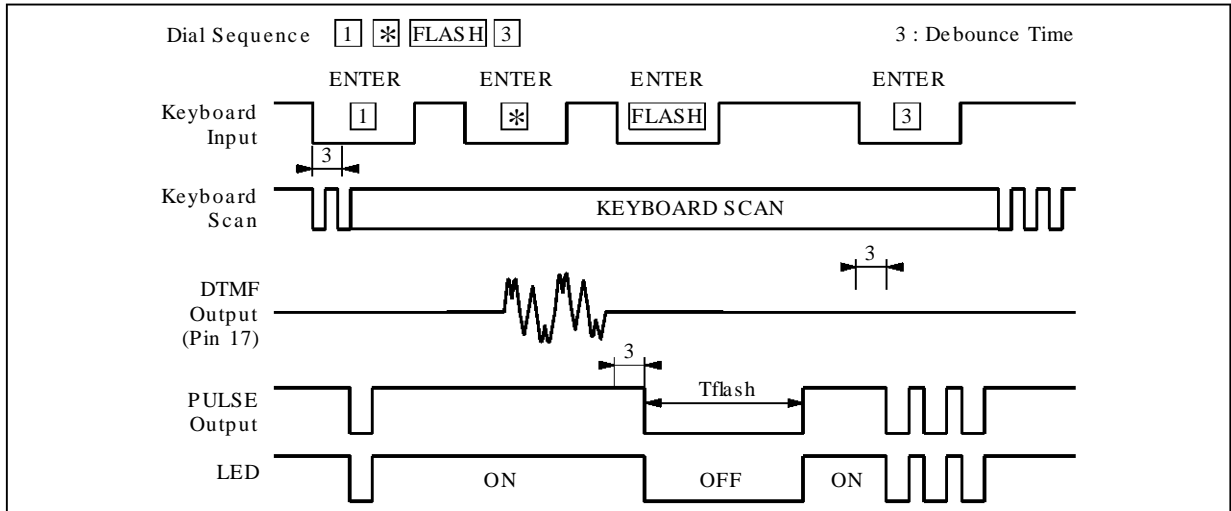 Dial Sequence 1 * FLASH 3
3 : Debounce Time
ENTER ENTER ENTER ENTER
Keyboard Input
1 * FLASH 3
3
Keyboard Scan
KEYBOARD SCAN
3
DTMF Output (Pin 17)
3
PULSE Output
Tflash
LED
ON OFF ON